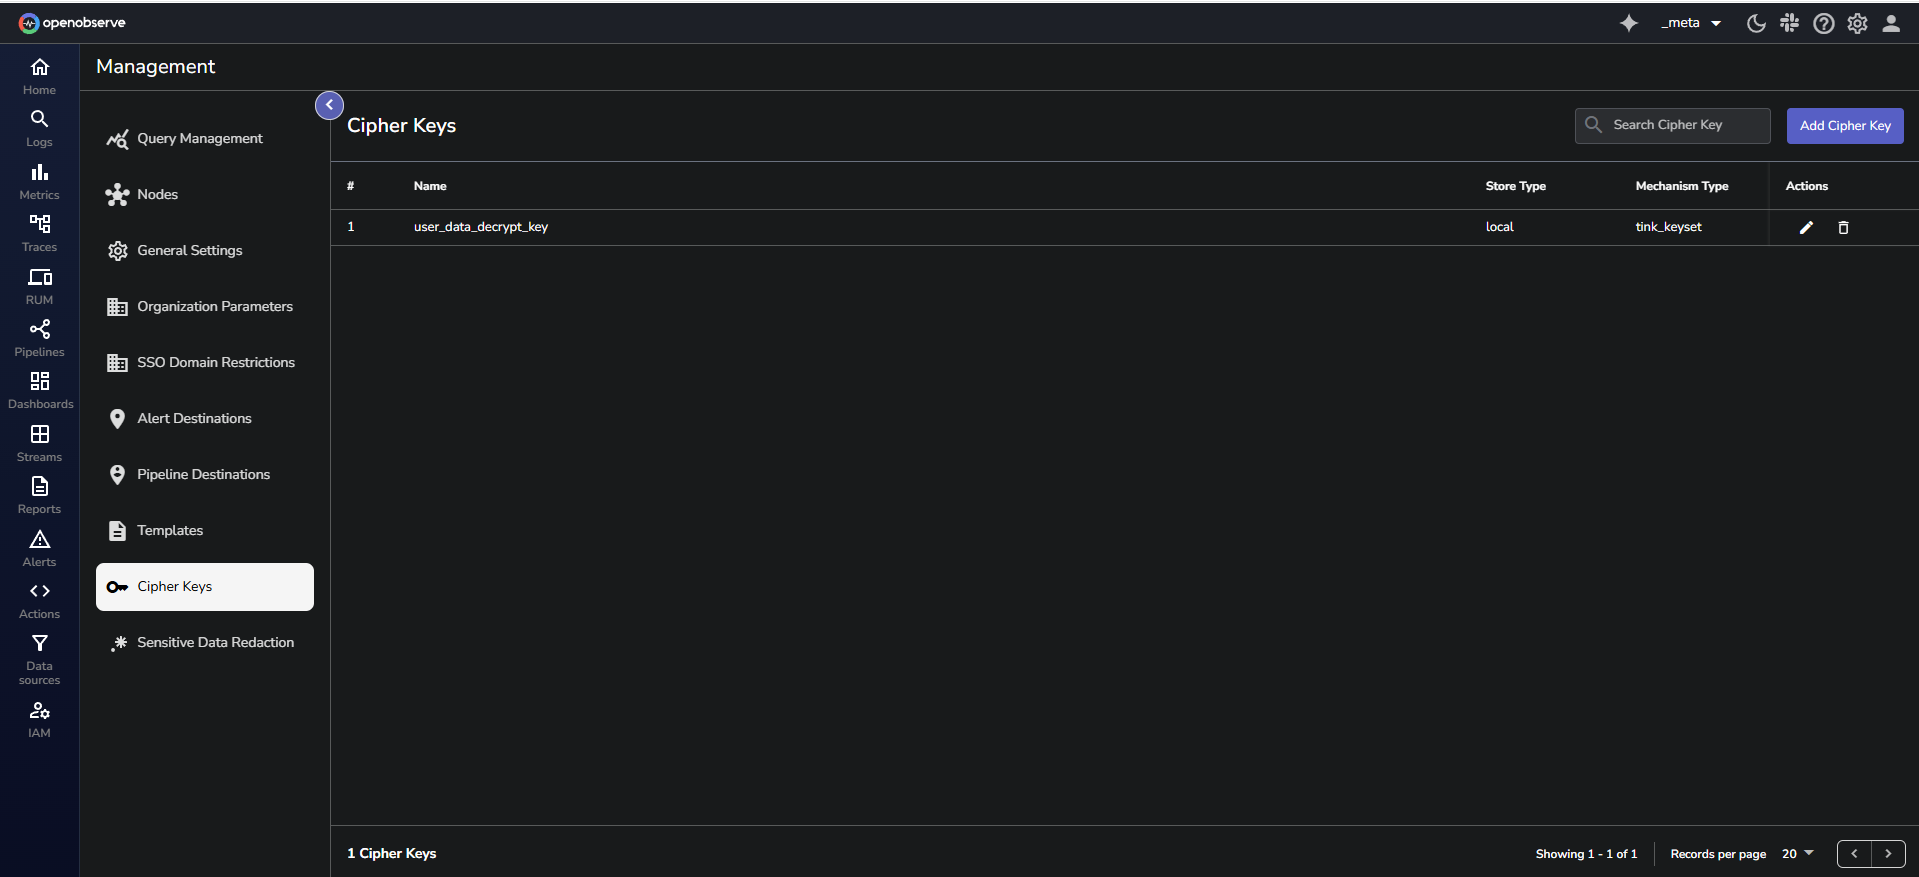 openobserve
_meta
Home
Logs
Metrics
Traces
RUM
Pipelines
Dashboards
Streams
Reports
Alerts
Actions
Data
sources
IAM
Management
Query Management
Nodes
General Settings
Organization Parameters
SSO Domain Restrictions
Alert Destinations
Pipeline Destinations
Templates
Cipher Keys
Sensitive Data Redaction
Cipher Keys
Search Cipher Key
Add Cipher Key
# Name Store Type Mechanism Type Actions
1 user_data_decrypt_key local tink_keyset
1 Cipher Keys
Showing 1 - 1 of 1
Records per page 20